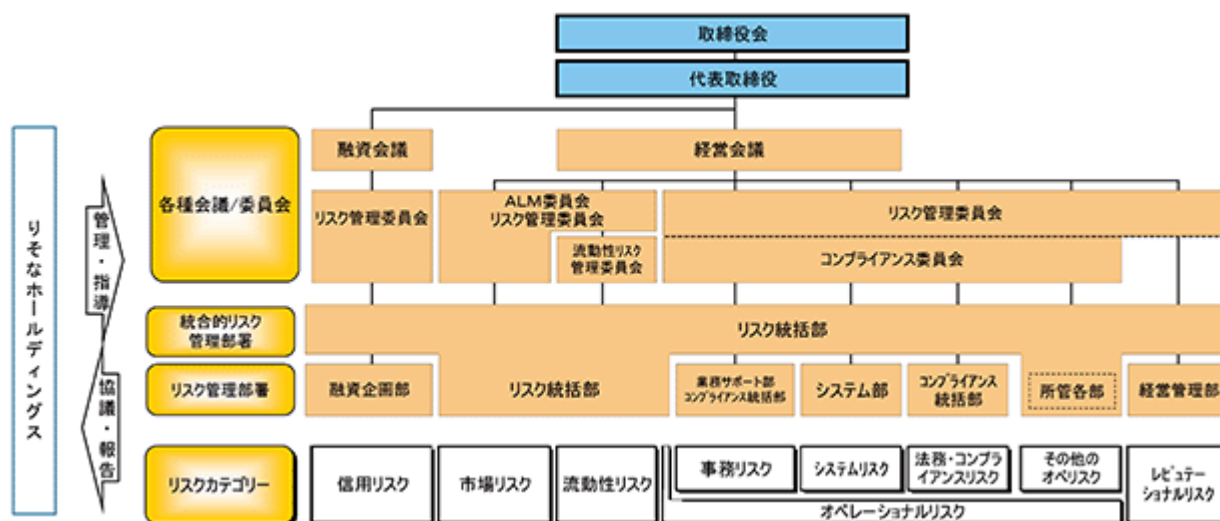 取締役会
代表取締役
融資会議
経営会議
各種会議/委員会
リスク管理委員会
ALM委員会
リスク管理委員会
流動性リスク
管理委員会
リスク管理委員会
コンプライアンス委員会
りそなホールディングス
管理・指導
協議・報告
統合的リスク
管理部署
リスク統括部
リスク管理部署
融資企画部
リスク統括部
業務サポート部
コンプライアンス統括部
システム部
コンプライアンス
統括部
所管各部
経営管理部
リスクカテゴリー
信用リスク
市場リスク
流動性リスク
事務リスク
システムリスク
法務・コンプラ
イアンスリスク
その他の
オペリスク
オペレーショナルリスク
レピュテー
ショナルリスク